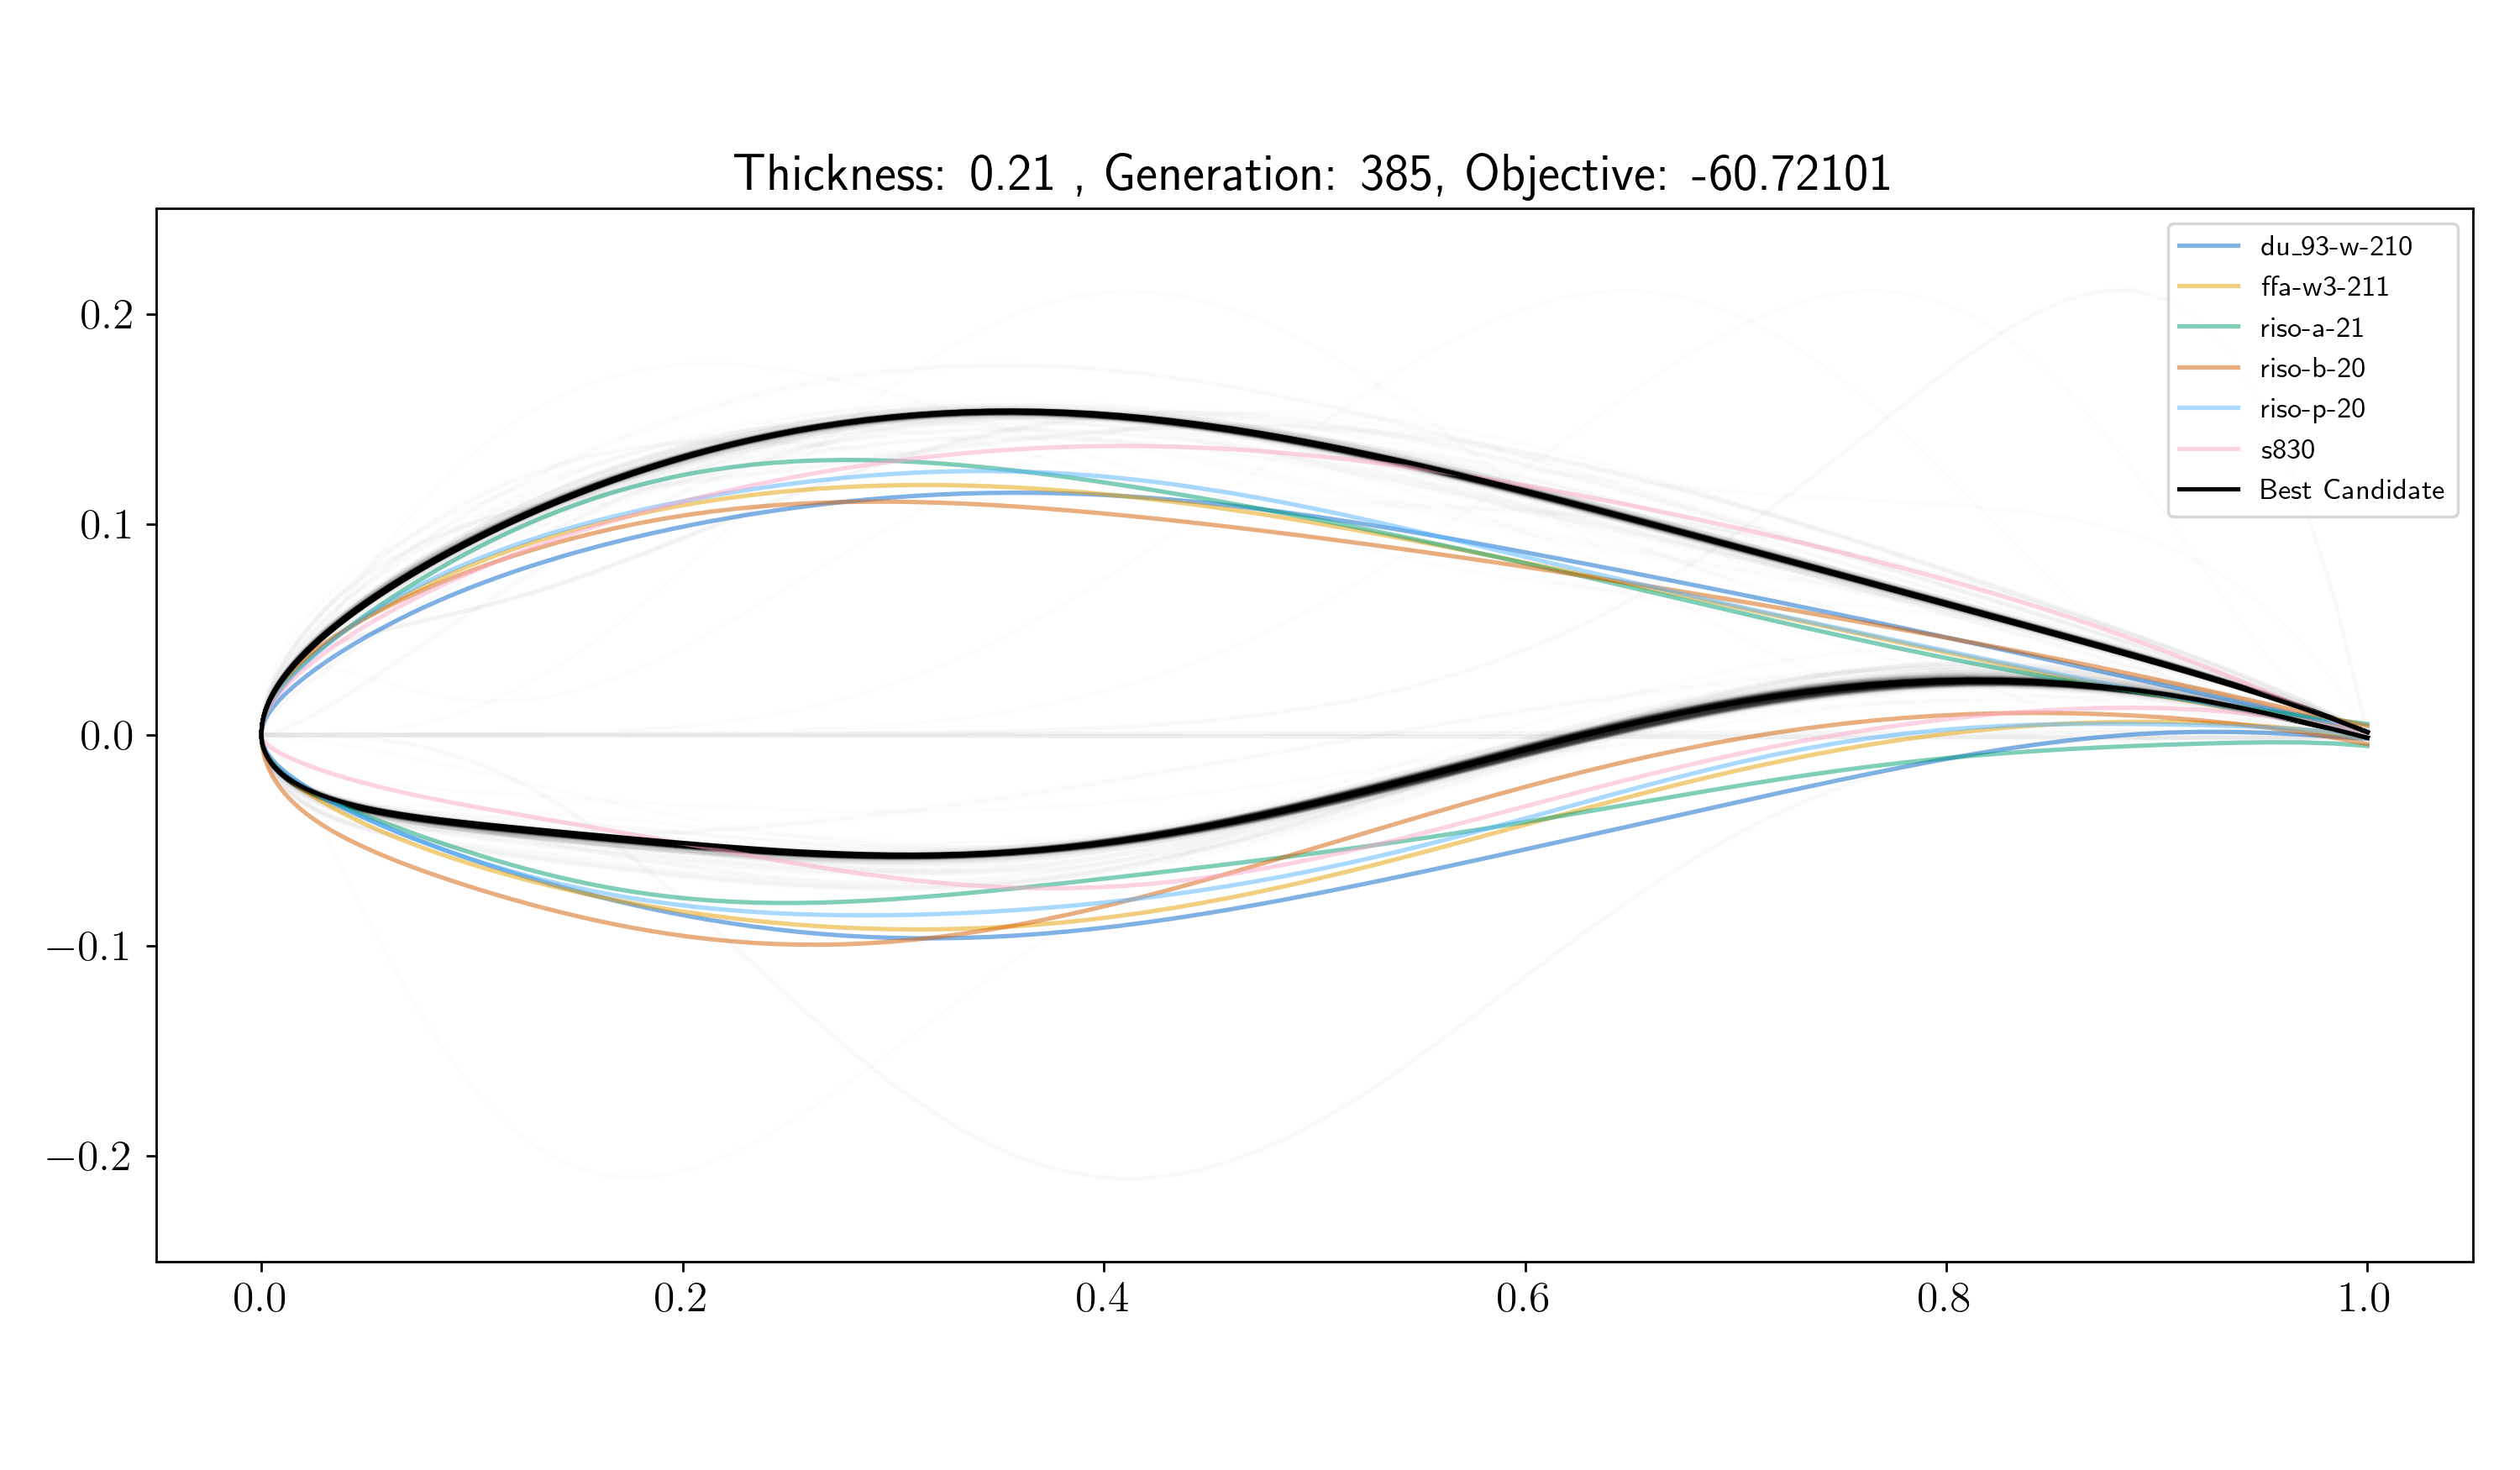 Thickness: 0.21 , Generation: 385, Objective: -60.72101
du_93-w-210
ffa-w3-211
riso-a-21
riso-b-20
riso-p-20
s830
Best Candidate
0.2
0.1
0.0
−0.1
−0.2
0.0 0.2 0.4 0.6 0.8 1.0